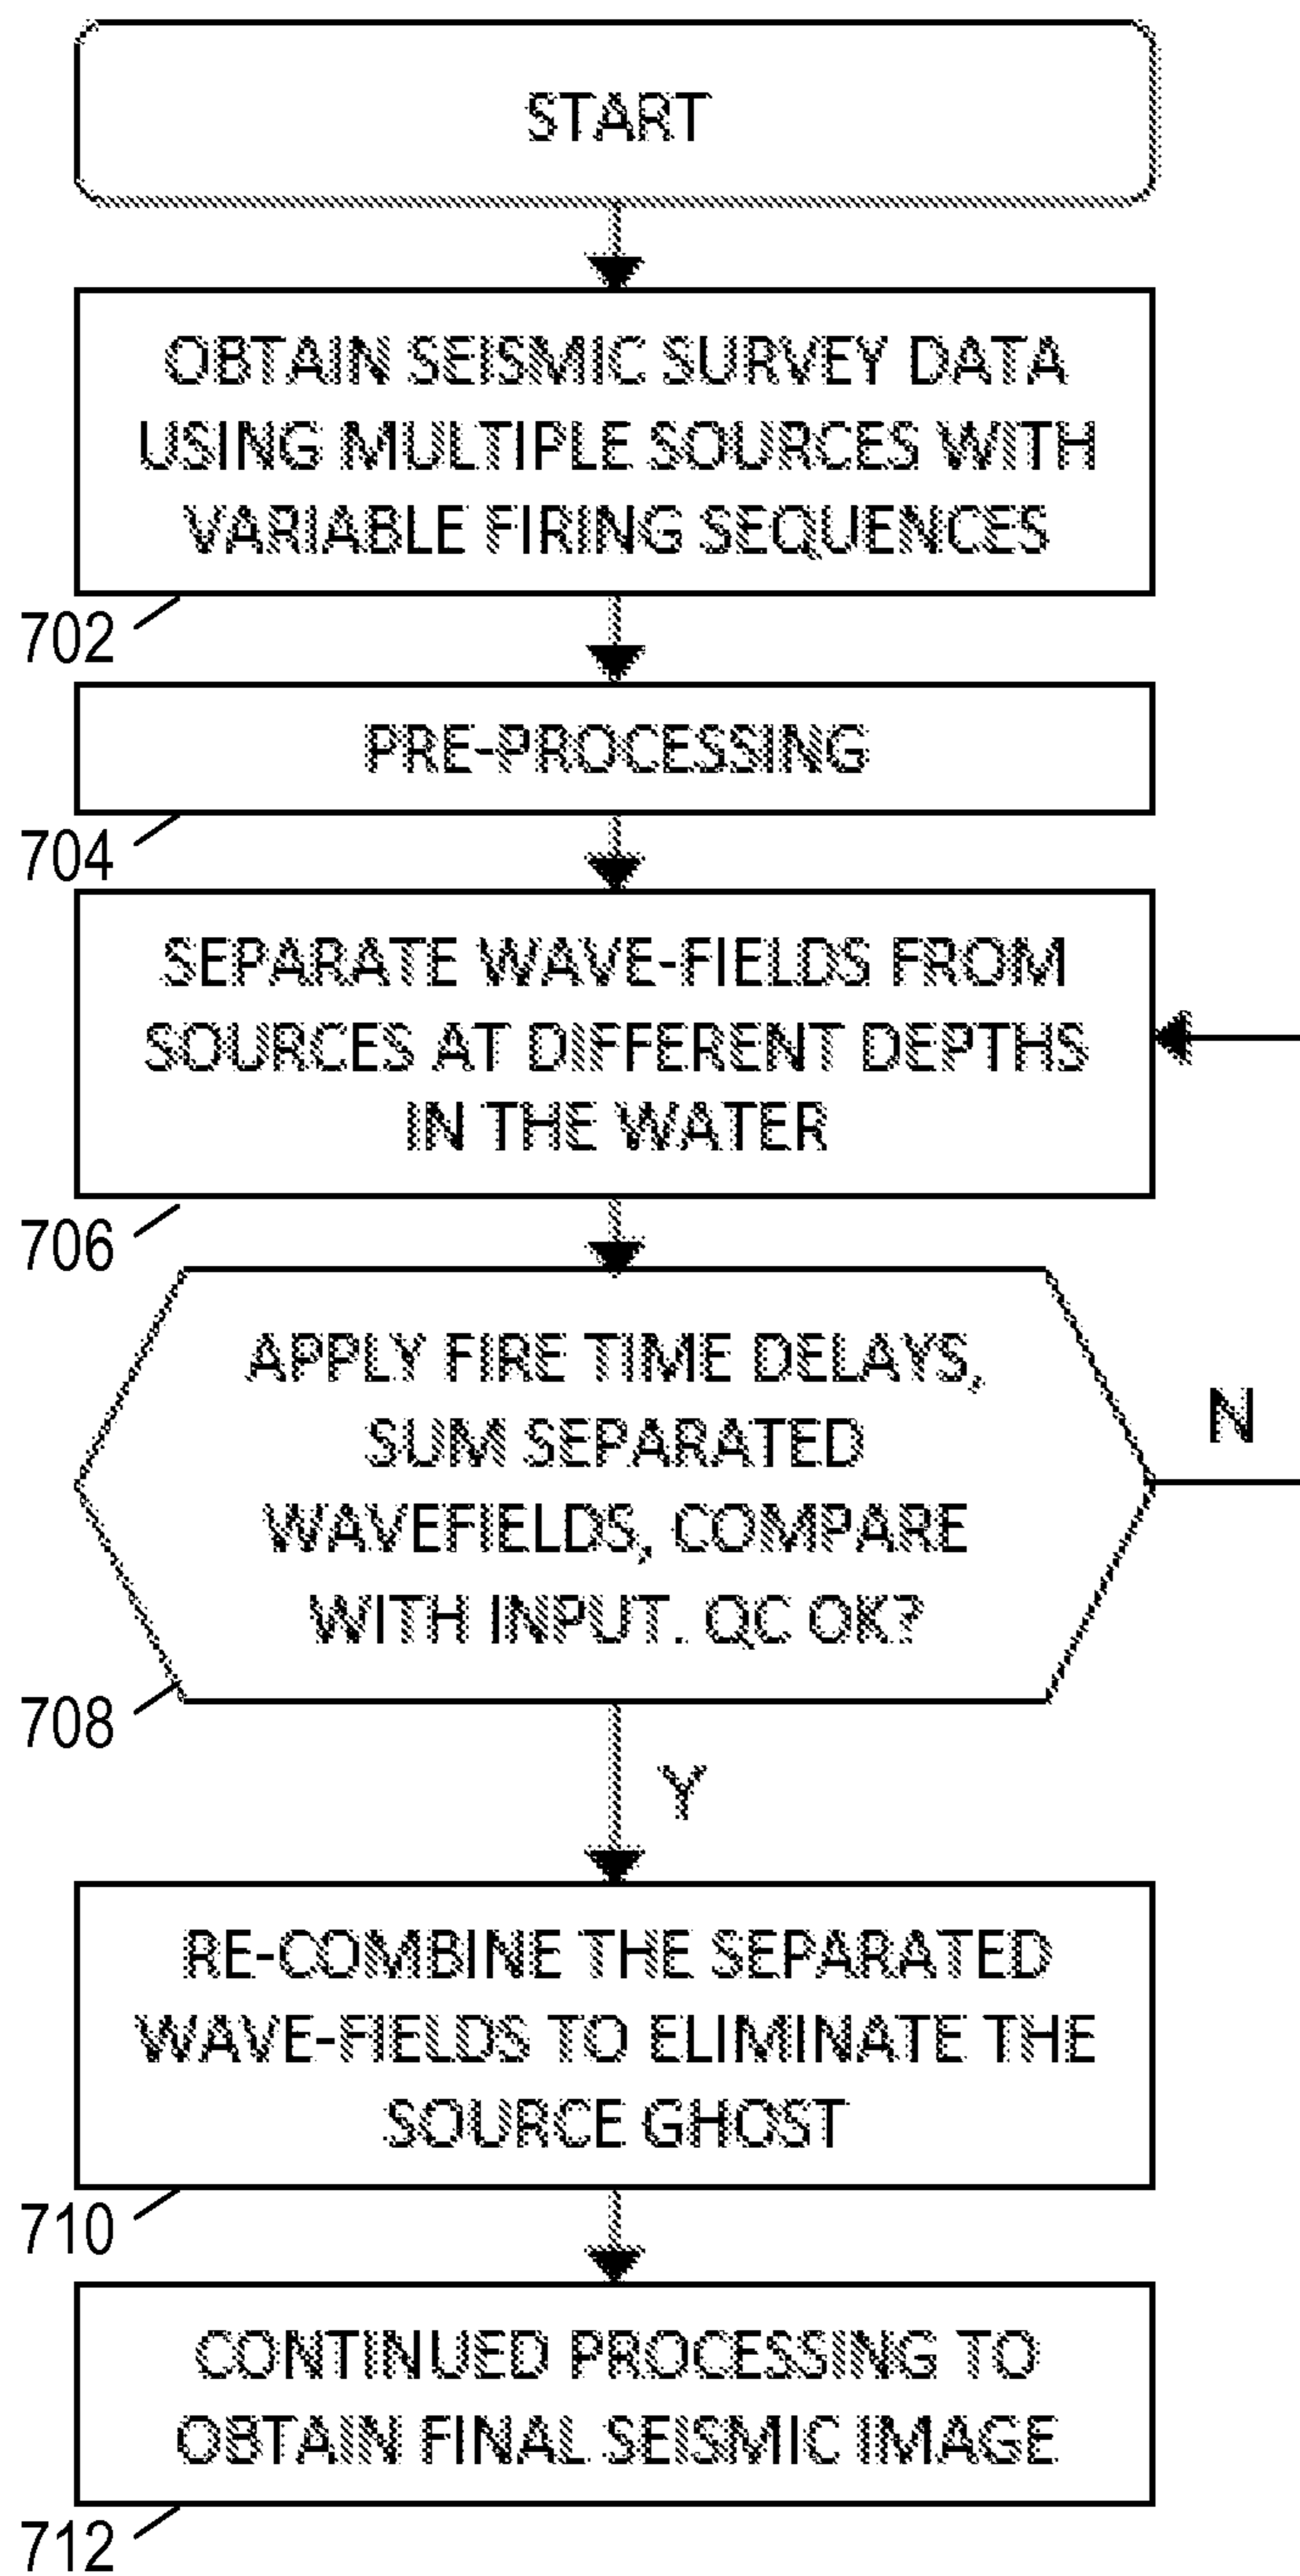 START
OBTAIN SEISMIC SURVEY DATA
USING MULTIPLE SOURCES WITH
VARIABLE FIRING SEQUENCES
702
PRE-PROCESSING
704
SEPARATE WAVE-FIELDS FROM
SOURCES AT DIFFERENT DEPTHS
IN THE WATER
706
APPLY FIRE TIME DELAYS,
SUM SEPARATED
WAVEFIELDS, COMPARE
WITH INPUT. QC OK?
N
708
Y
RE-COMBINE THE SEPARATED
WAVE-FIELDS TO ELIMINATE THE
SOURCE GHOST
710
CONTINUED PROCESSING TO
OBTAIN FINAL SEISMIC IMAGE
712